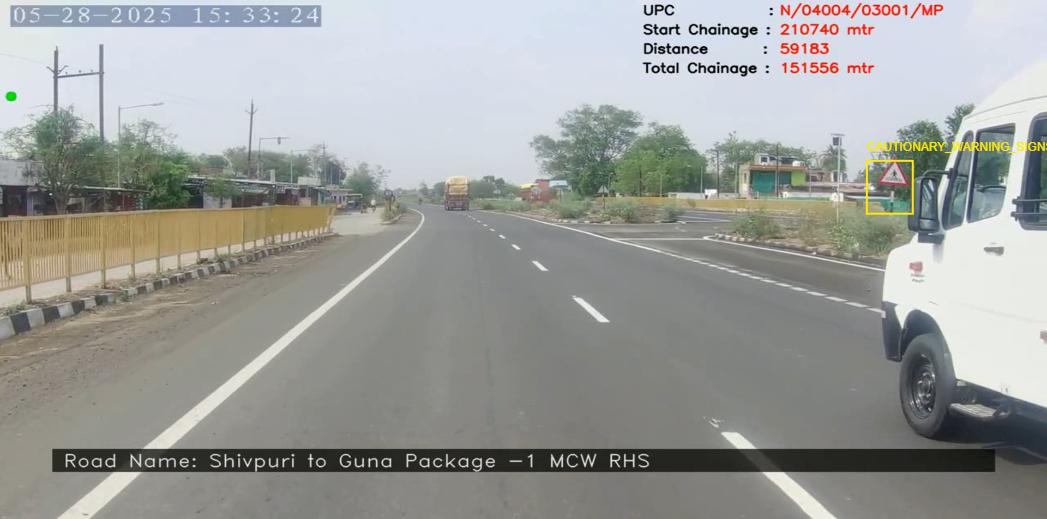 05-28-2025 15:33:24
UPC : N/04004/03001/MP
Start Chainage : 210740 mtr
Distance : 59183
Total Chainage : 151556 mtr
CAUTIONARY_WARNING_SIGNS
Road Name: Shivpuri to Guna Package -1 MCW RHS